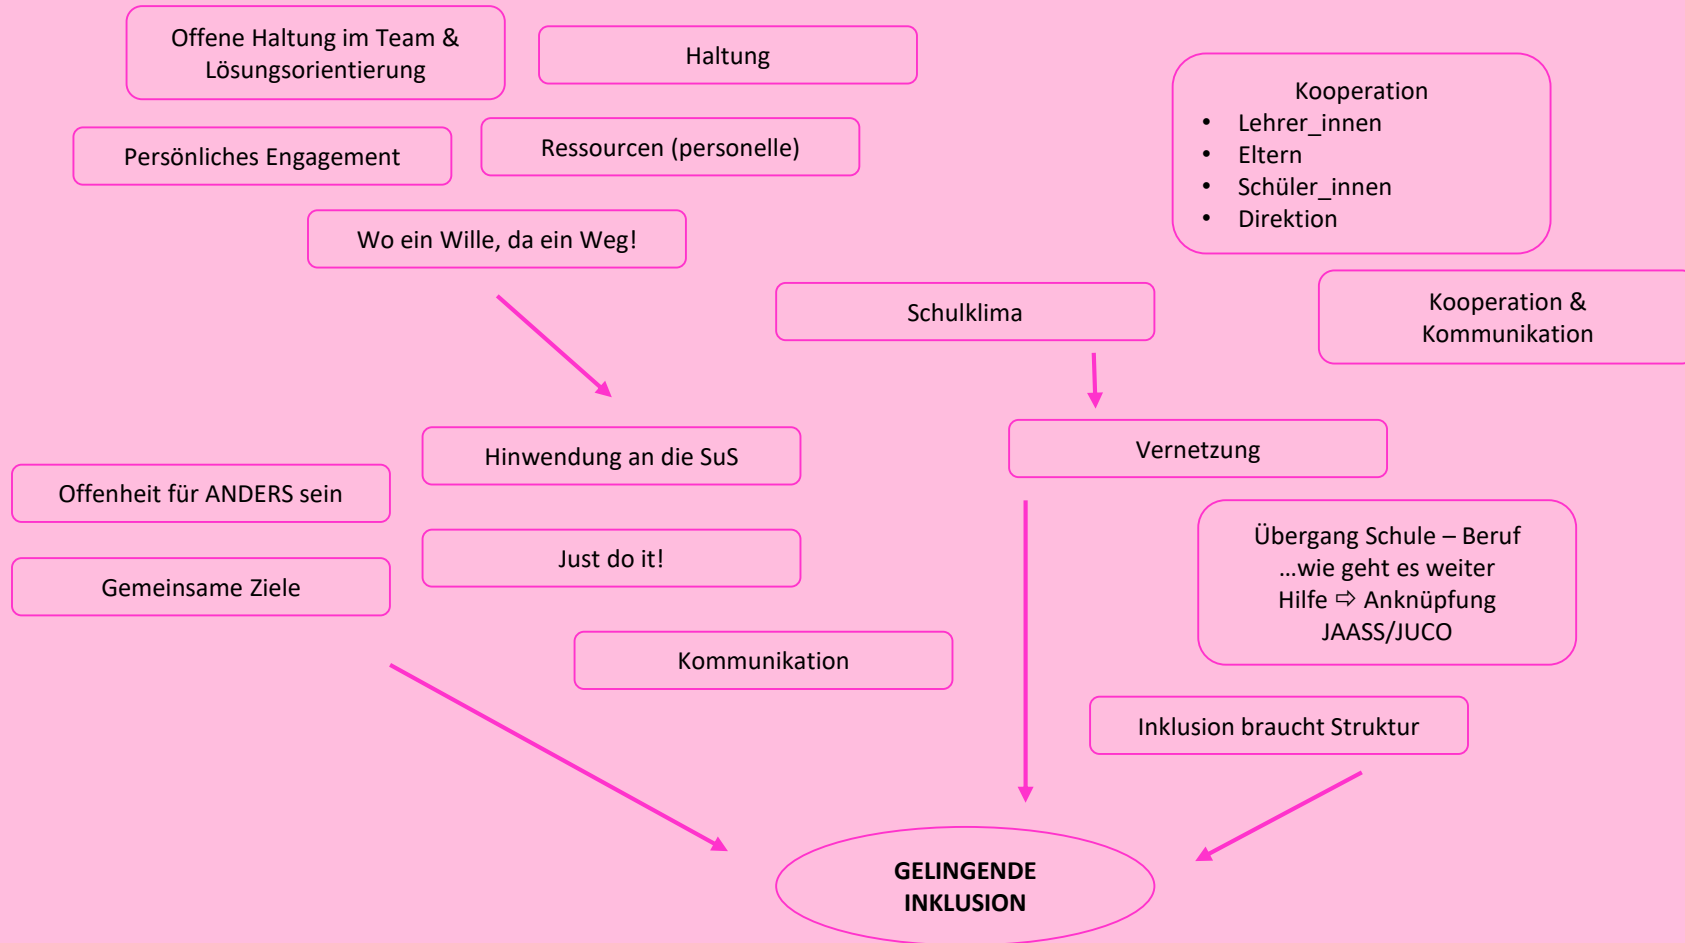 Offene Haltung im Team &
Lösungsorientierung
Haltung
Kooperation
• Lehrer_innen
• Eltern
• Schüler_innen
• Direktion
Persönliches Engagement
Ressourcen (personelle)
Wo ein Wille, da ein Weg!
Schulklima
Kooperation &
Kommunikation
Hinwendung an die SuS
Vernetzung
Offenheit für ANDERS sein
Just do it!
Übergang Schule – Beruf
…wie geht es weiter
Hilfe ⇨ Anknüpfung
JAASS/JUCO
Gemeinsame Ziele
Kommunikation
Inklusion braucht Struktur
GELINGENDE
INKLUSION